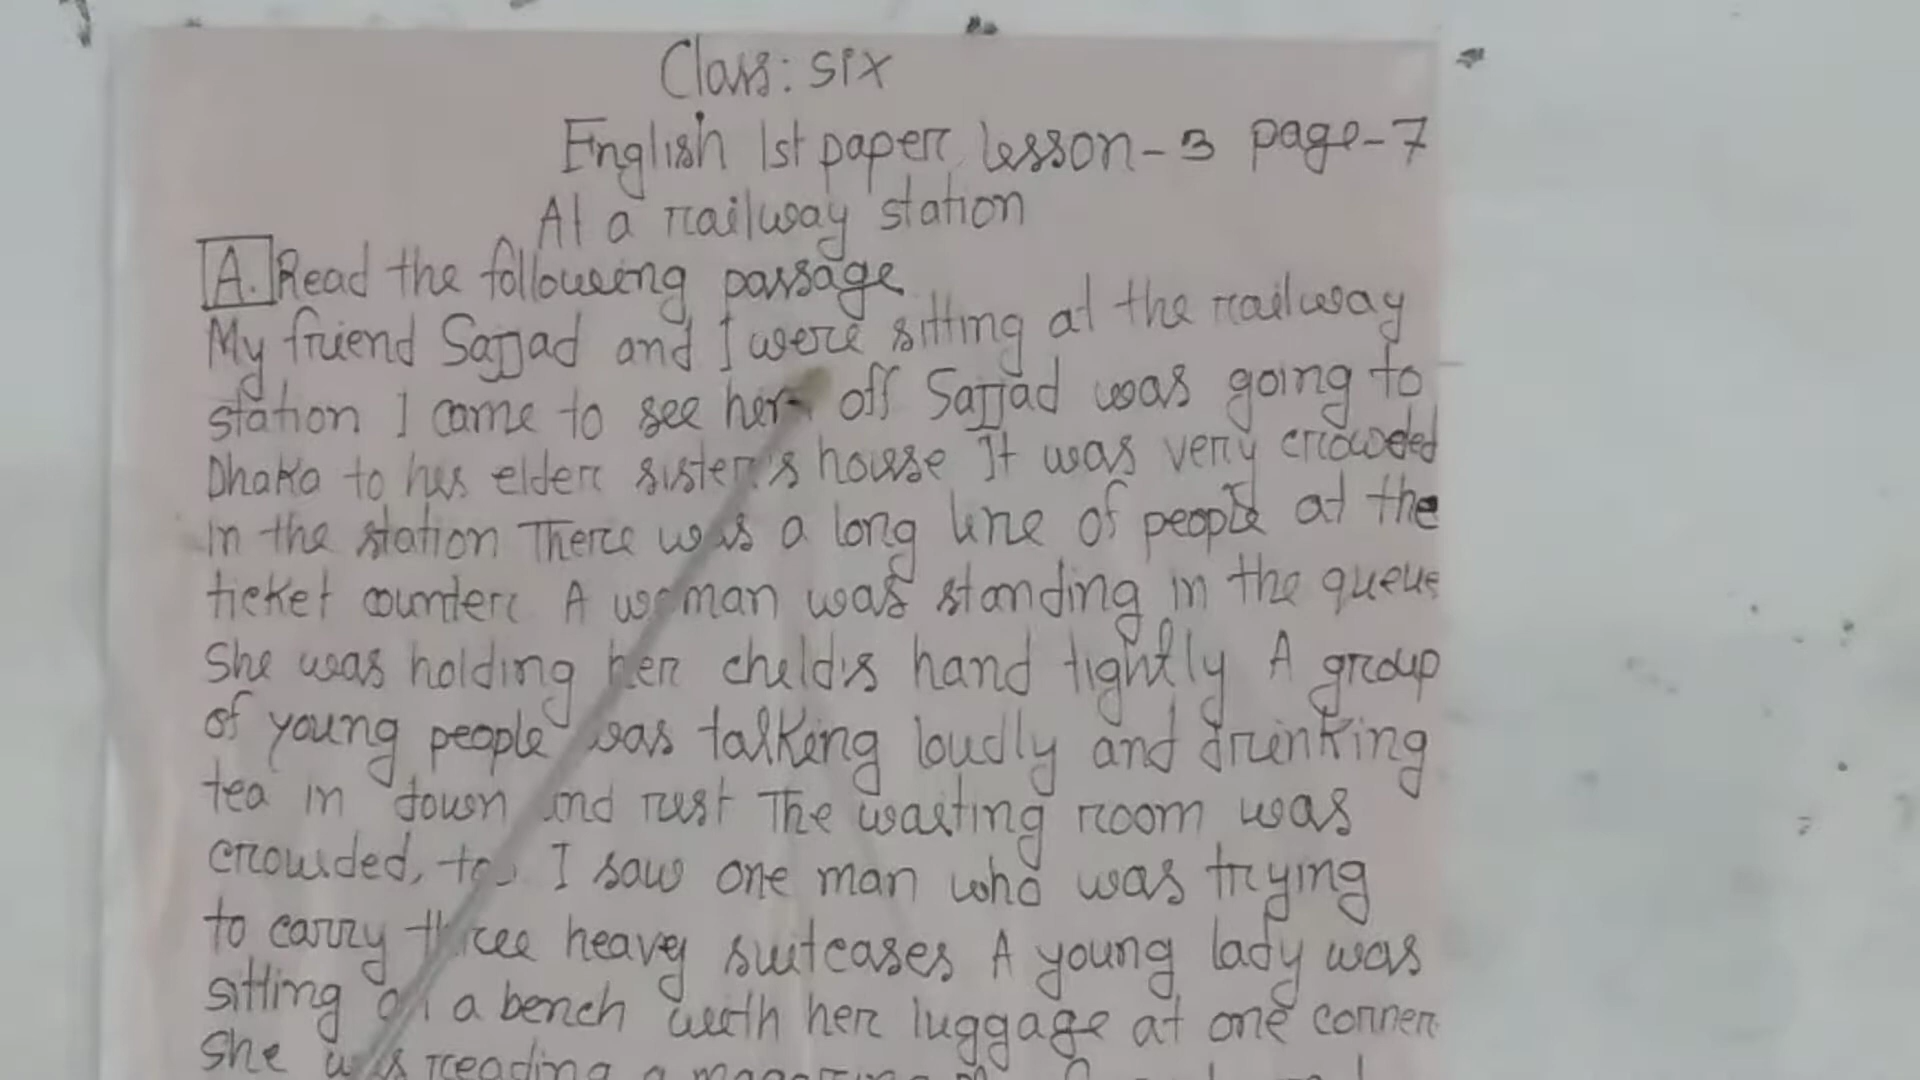 Class: six
English 1st paper lesson-3 page-7
At a railway station
A. Read the following passage
My friend Sajjad and I were sitting at the railway
station I came to see her off Sajjad was going to
Dhaka to his elder sister's house It was very crowded
in the station There was a long line of people at the
ticket counter A woman was standing in the queue
She was holding her child's hand tightly A group
of young people was talking loudly and drinking
tea in town and rest The waiting room was
crowded, too I saw one man who was trying
to carry three heavy suitcases A young lady was
sitting on a bench with her luggage at one corner
She was reading a